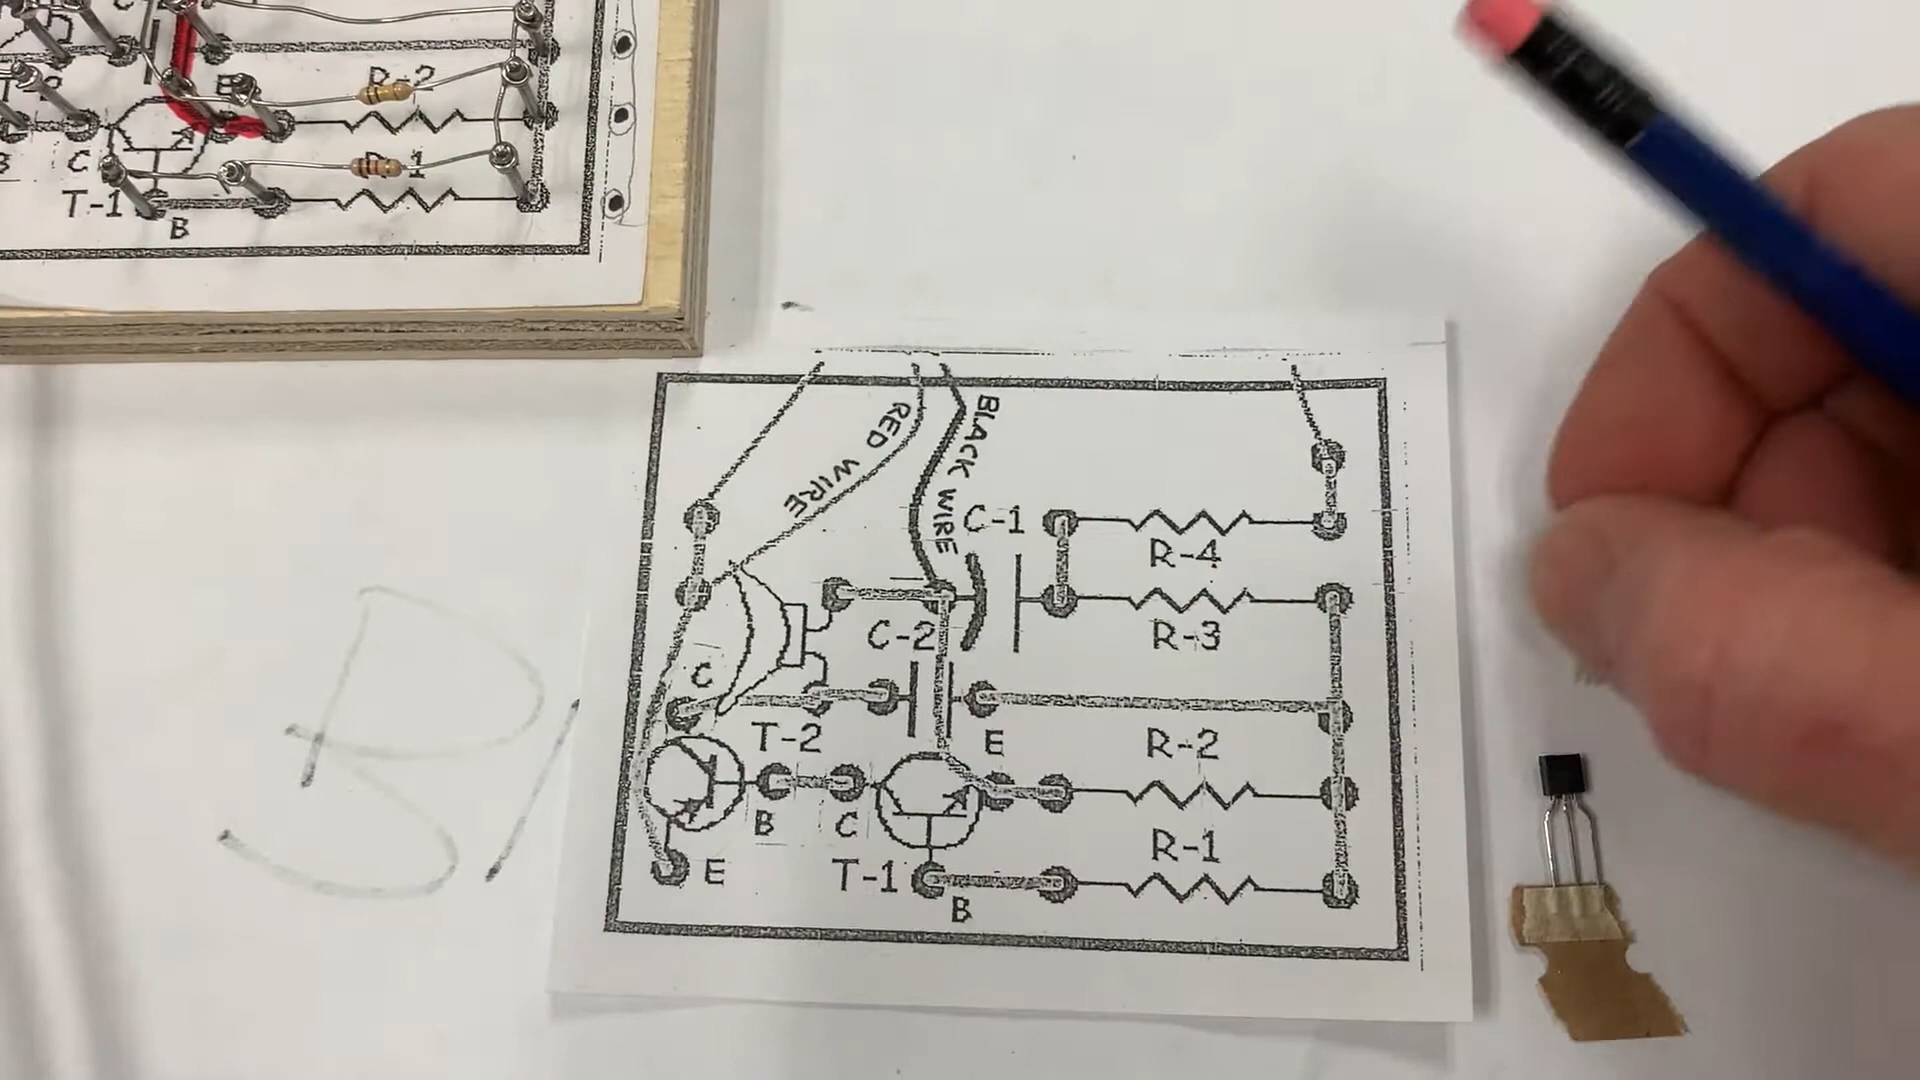 R-2
E
C
R-1
T-1
B
RED WIRE
BLACK WIRE
C-1
R-4
C-2
R-3
C
T-2
E
R-2
B
C
R-1
E
T-1
B